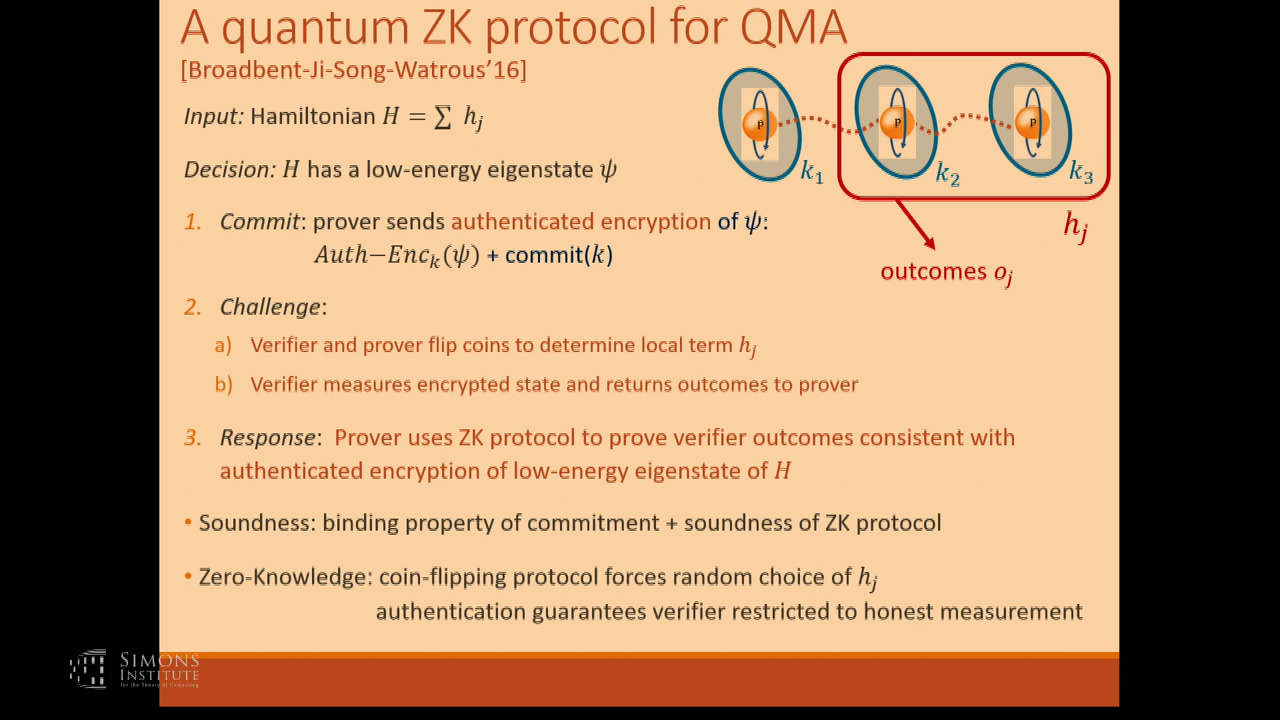 A quantum ZK protocol for QMA
[Broadbent-Ji-Song-Watrous'16]
Input: Hamiltonian H = ∑ hⱼ
Decision: H has a low-energy eigenstate ψ
p p p
k₁ k₂ k₃
hⱼ
outcomes oⱼ
1. Commit: prover sends authenticated encryption of ψ:
Auth−Encₖ(ψ) + commit(k)
2. Challenge:
a) Verifier and prover flip coins to determine local term hⱼ
b) Verifier measures encrypted state and returns outcomes to prover
3. Response: Prover uses ZK protocol to prove verifier outcomes consistent with
authenticated encryption of low-energy eigenstate of H
• Soundness: binding property of commitment + soundness of ZK protocol
• Zero-Knowledge: coin-flipping protocol forces random choice of hⱼ
authentication guarantees verifier restricted to honest measurement
SIMONS
INSTITUTE
for the Theory of Computing